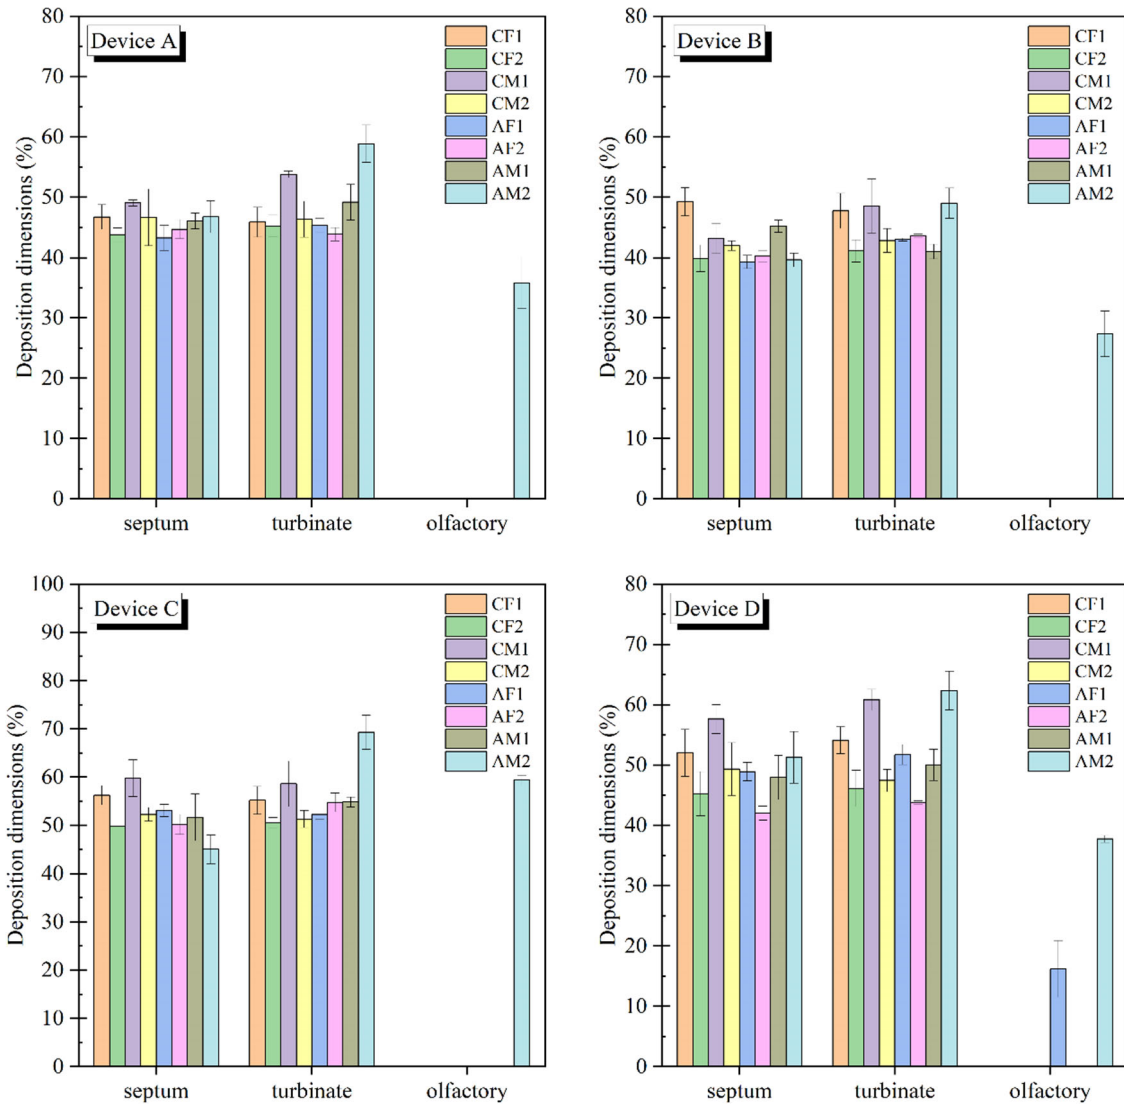 Device A
CF1
CF2
CM1
CM2
AF1
AF2
AM1
AM2
Deposition dimensions (%)
80
70
60
50
40
30
20
10
0
septum turbinate olfactory
Device B
CF1
CF2
CM1
CM2
AF1
AF2
AM1
AM2
Deposition dimensions (%)
80
70
60
50
40
30
20
10
0
septum turbinate olfactory
Device C
CF1
CF2
CM1
CM2
AF1
AF2
AM1
AM2
Deposition dimensions (%)
100
90
80
70
60
50
40
30
20
10
0
septum turbinate olfactory
Device D
CF1
CF2
CM1
CM2
AF1
AF2
AM1
AM2
Deposition dimensions (%)
80
70
60
50
40
30
20
10
0
septum turbinate olfactory